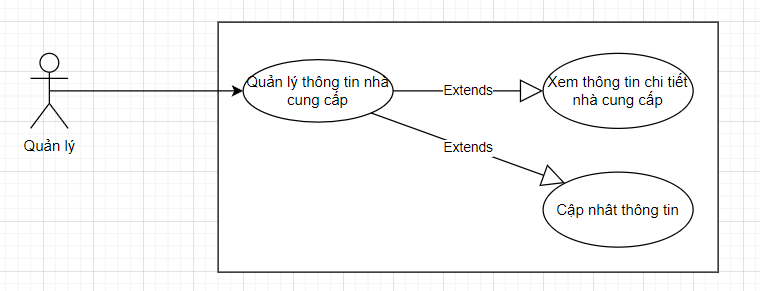 Quản lý
Quản lý thông tin nhà
cung cấp
Extends
Xem thông tin chi tiết
nhà cung cấp
Extends
Cập nhât thông tin